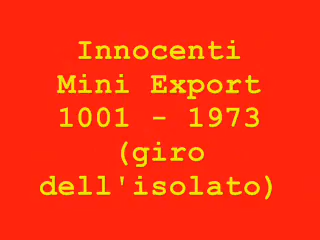 Innocenti
Mini Export
1001 - 1973
(giro
dell'isolato)